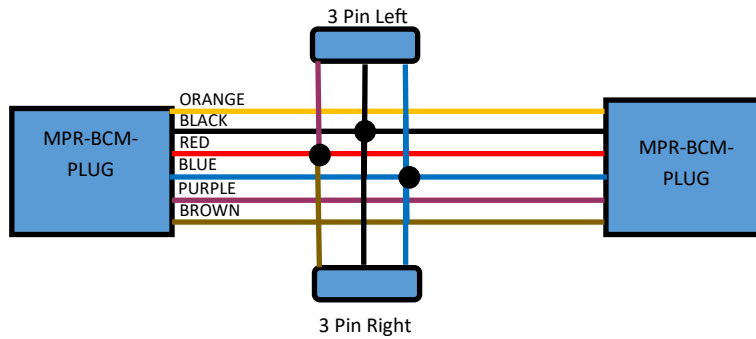 3 Pin Left
ORANGE
BLACK
RED
BLUE
PURPLE
BROWN
MPR-BCM-
PLUG
MPR-BCM-
PLUG
3 Pin Right